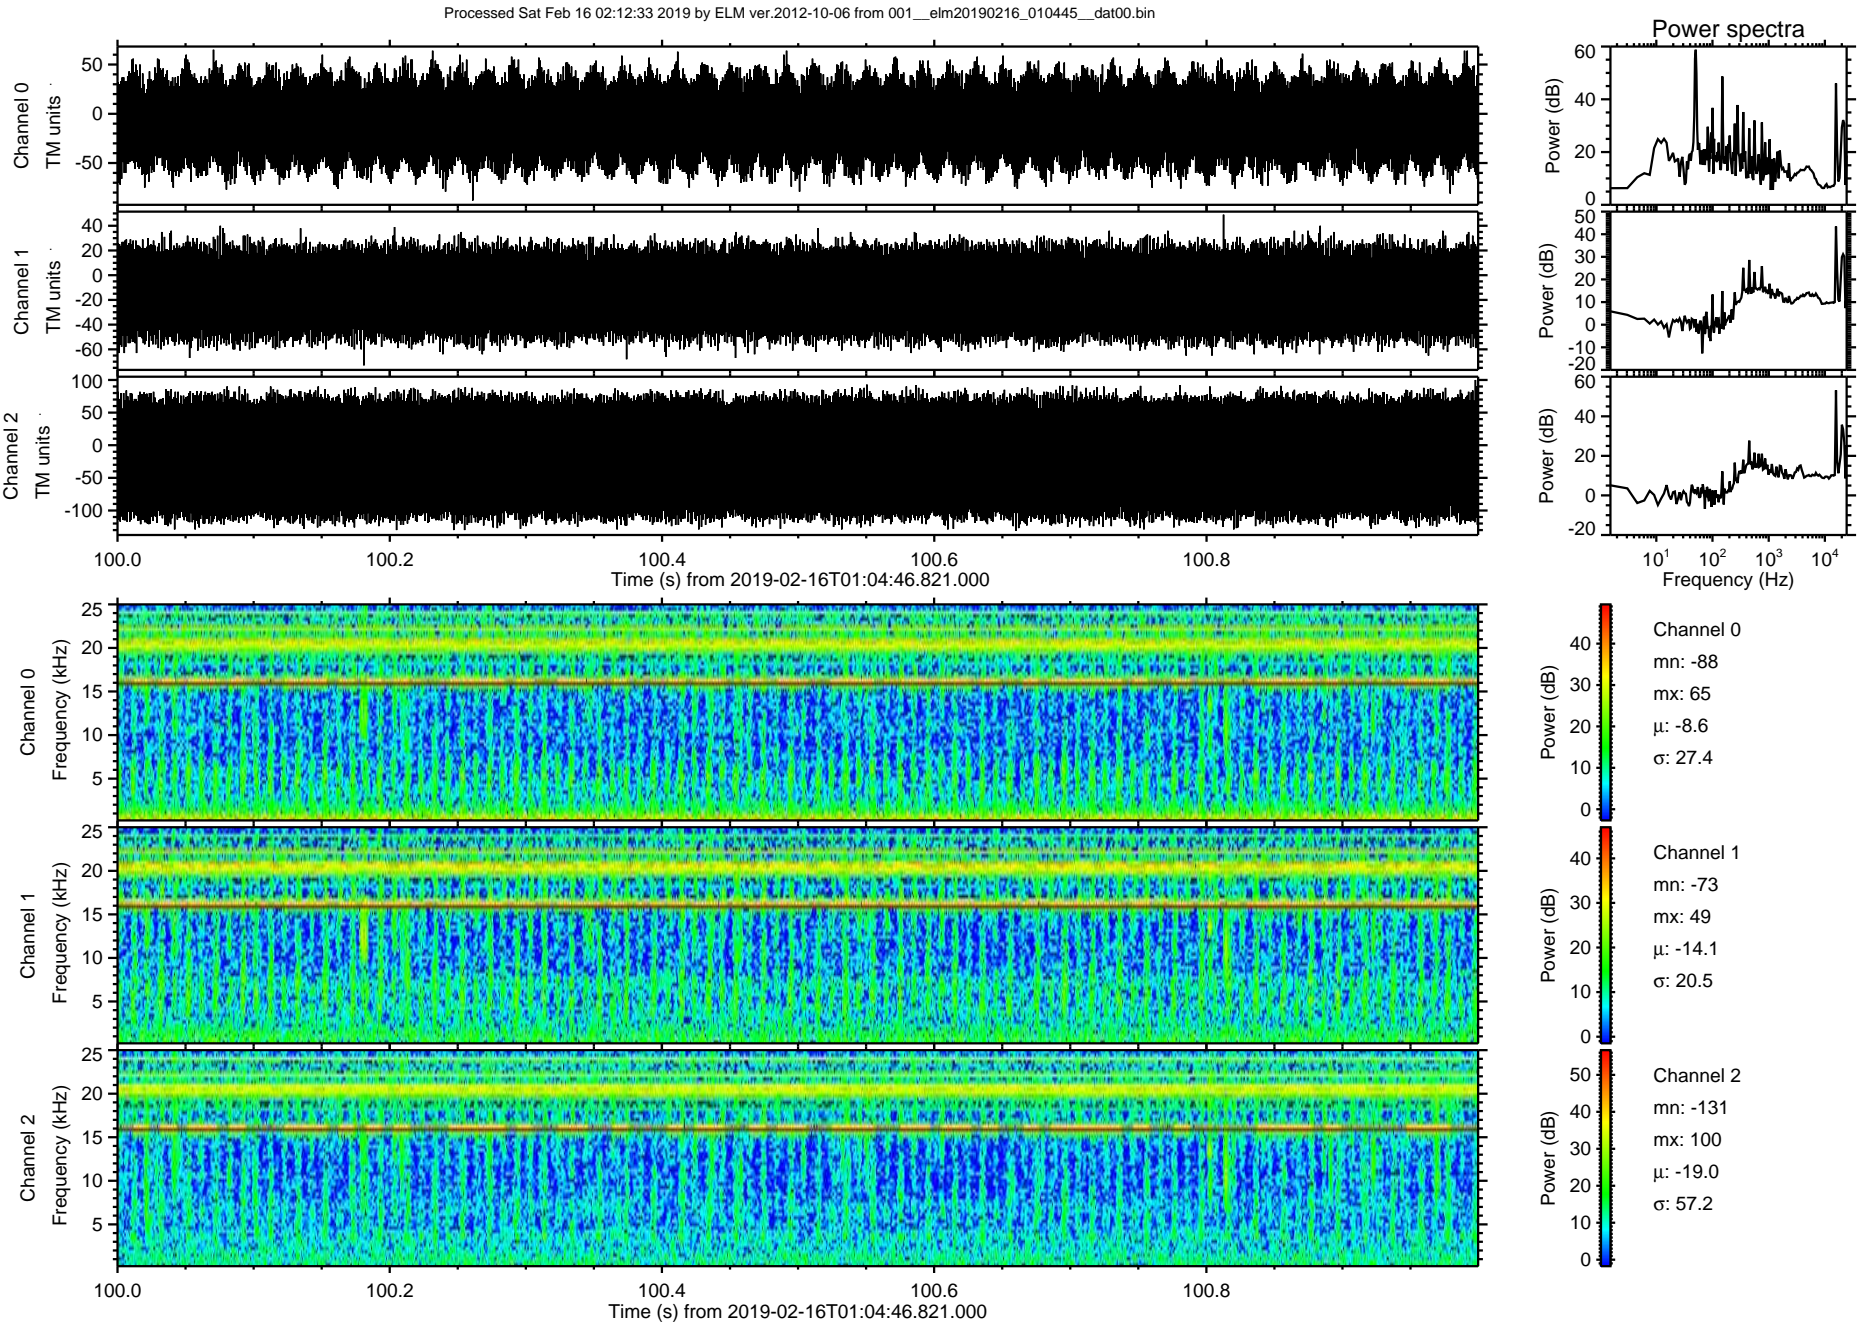 Processed Sat Feb 16 02:12:33 2019 by ELM ver.2012-10-06 from 001__elm20190216_010445__dat00.bin
Power spectra
Channel 0
TM units
50
0
-50
Power (dB)
60
40
20
0
Channel 1
TM units
40
20
0
-20
-40
-60
Power (dB)
50
40
30
20
10
0
-10
-20
Channel 2
TM units
100
50
0
-50
-100
Power (dB)
60
40
20
0
-20
100.0 100.2 100.4 100.6 100.8
Time (s) from 2019-02-16T01:04:46.821.000
10^1 10^2 10^3 10^4
Frequency (Hz)
Channel 0
Frequency (kHz)
25
20
15
10
5
Power (dB)
40
30
20
10
0
Channel 0
mn: -88
mx: 65
μ: -8.6
σ: 27.4
Channel 1
Frequency (kHz)
25
20
15
10
5
Power (dB)
40
30
20
10
0
Channel 1
mn: -73
mx: 49
μ: -14.1
σ: 20.5
Channel 2
Frequency (kHz)
25
20
15
10
5
Power (dB)
50
40
30
20
10
0
Channel 2
mn: -131
mx: 100
μ: -19.0
σ: 57.2
100.0 100.2 100.4 100.6 100.8
Time (s) from 2019-02-16T01:04:46.821.000